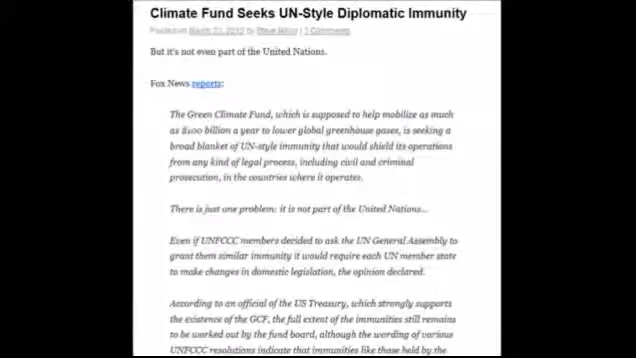 Climate Fund Seeks UN-Style Diplomatic Immunity
Posted on March 23, 2012 by
But it's not even part of the United Nations.
Fox News reports:
The Green Climate Fund, which is supposed to help mobilize as much
as $100 billion a year to lower global greenhouse gases, is seeking a
broad blanket of UN-style immunity that would shield its operations
from any kind of legal process, including civil and criminal
prosecution, in the countries where it operates.
There is just one problem: it is not part of the United Nations...
Even if UNFCCC members decided to ask the UN General Assembly to
grant them similar immunity it would require each UN member state
to make changes in domestic legislation, the opinion declared.
According to an official of the US Treasury, which strongly supports
the existence of the GCF, the full extent of the immunities still remains
to be worked out by the fund board, although the wording of various
UNFCCC resolutions indicate that immunities like those held by the